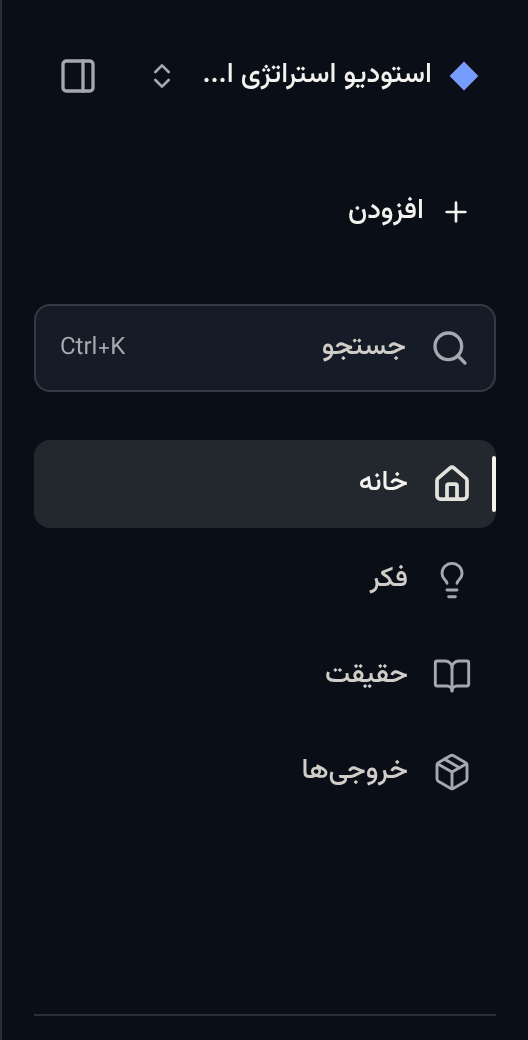 استودیو استراتژی ا...
افزودن
جستجو Ctrl+K
خانه
فکر
حقیقت
خروجی‌ها